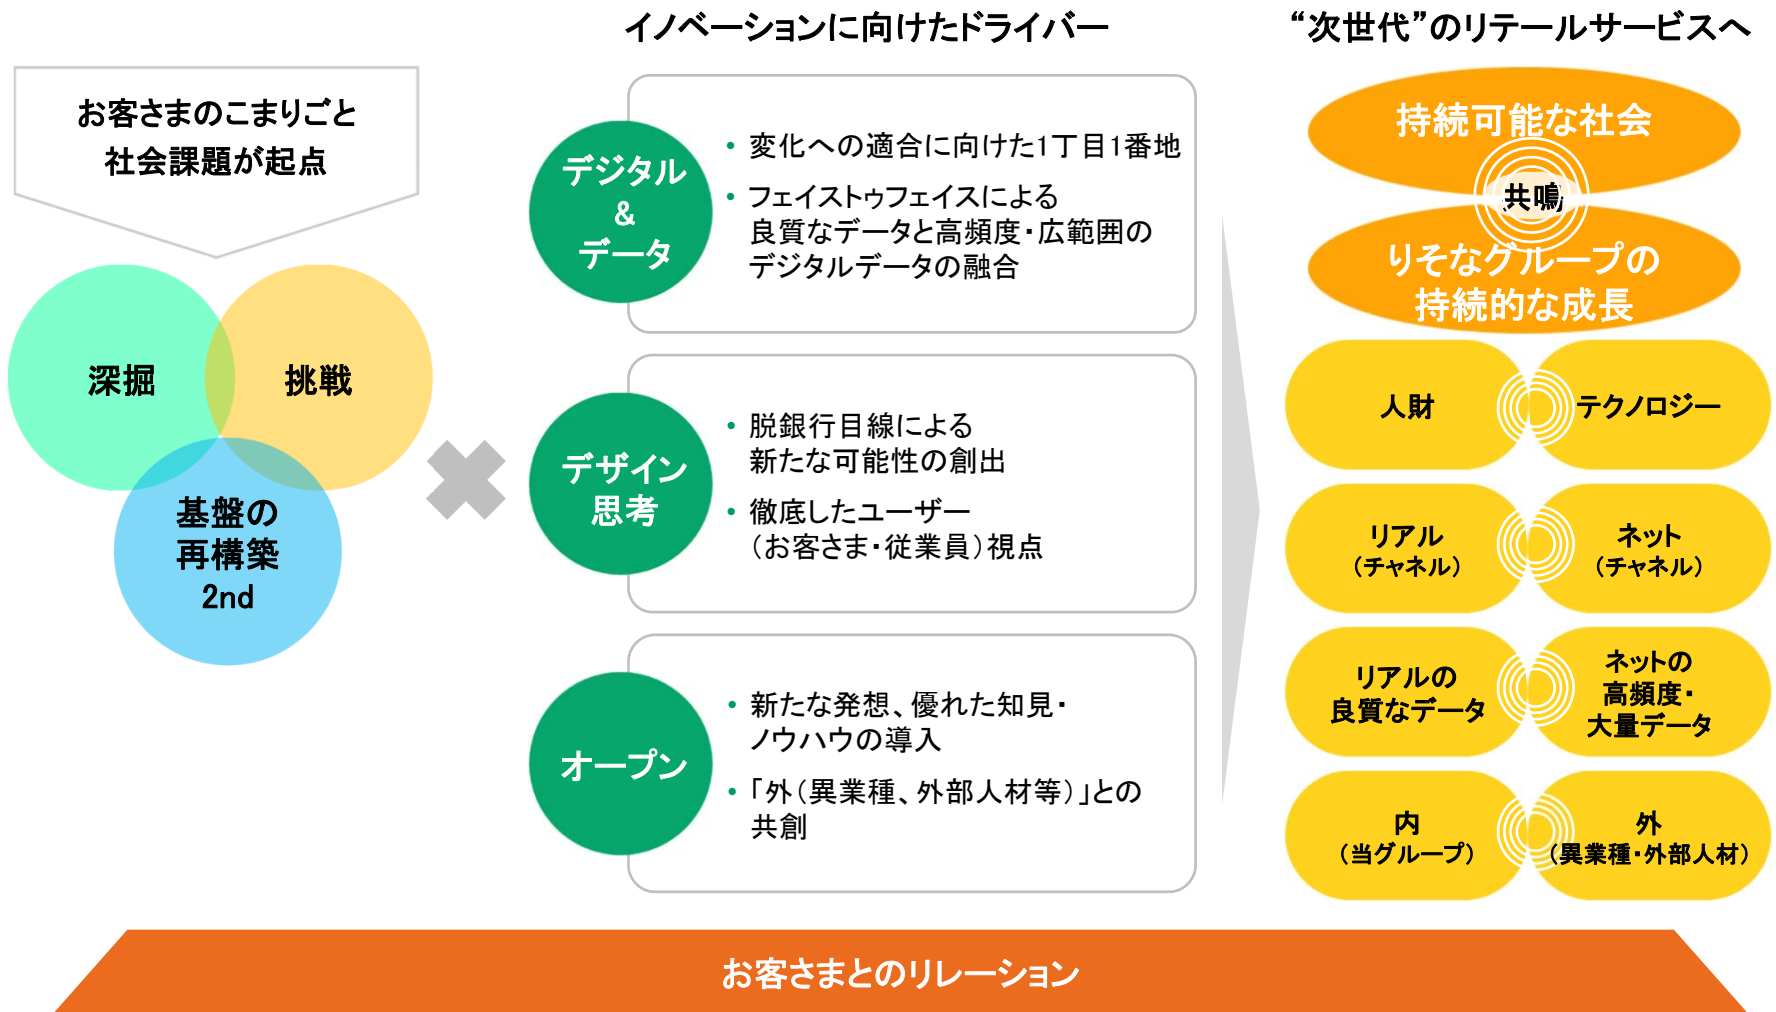 イノベーションに向けたドライバー
“次世代”のリテールサービスへ
お客さまのこまりごと
社会課題が起点
深掘
挑戦
基盤の
再構築
2nd
デジタル
&
データ
・変化への適合に向けた1丁目1番地
・フェイストゥフェイスによる
良質なデータと高頻度・広範囲の
デジタルデータの融合
デザイン
思考
・脱銀行目線による
新たな可能性の創出
・徹底したユーザー
(お客さま・従業員)視点
オープン
・新たな発想、優れた知見・
ノウハウの導入
・「外(異業種、外部人材等)」との
共創
持続可能な社会
共鳴
りそなグループの
持続的な成長
人財
テクノロジー
リアル
(チャネル)
ネット
(チャネル)
リアルの
良質なデータ
ネットの
高頻度・
大量データ
内
(当グループ)
外
(異業種・外部人材)
お客さまとのリレーション